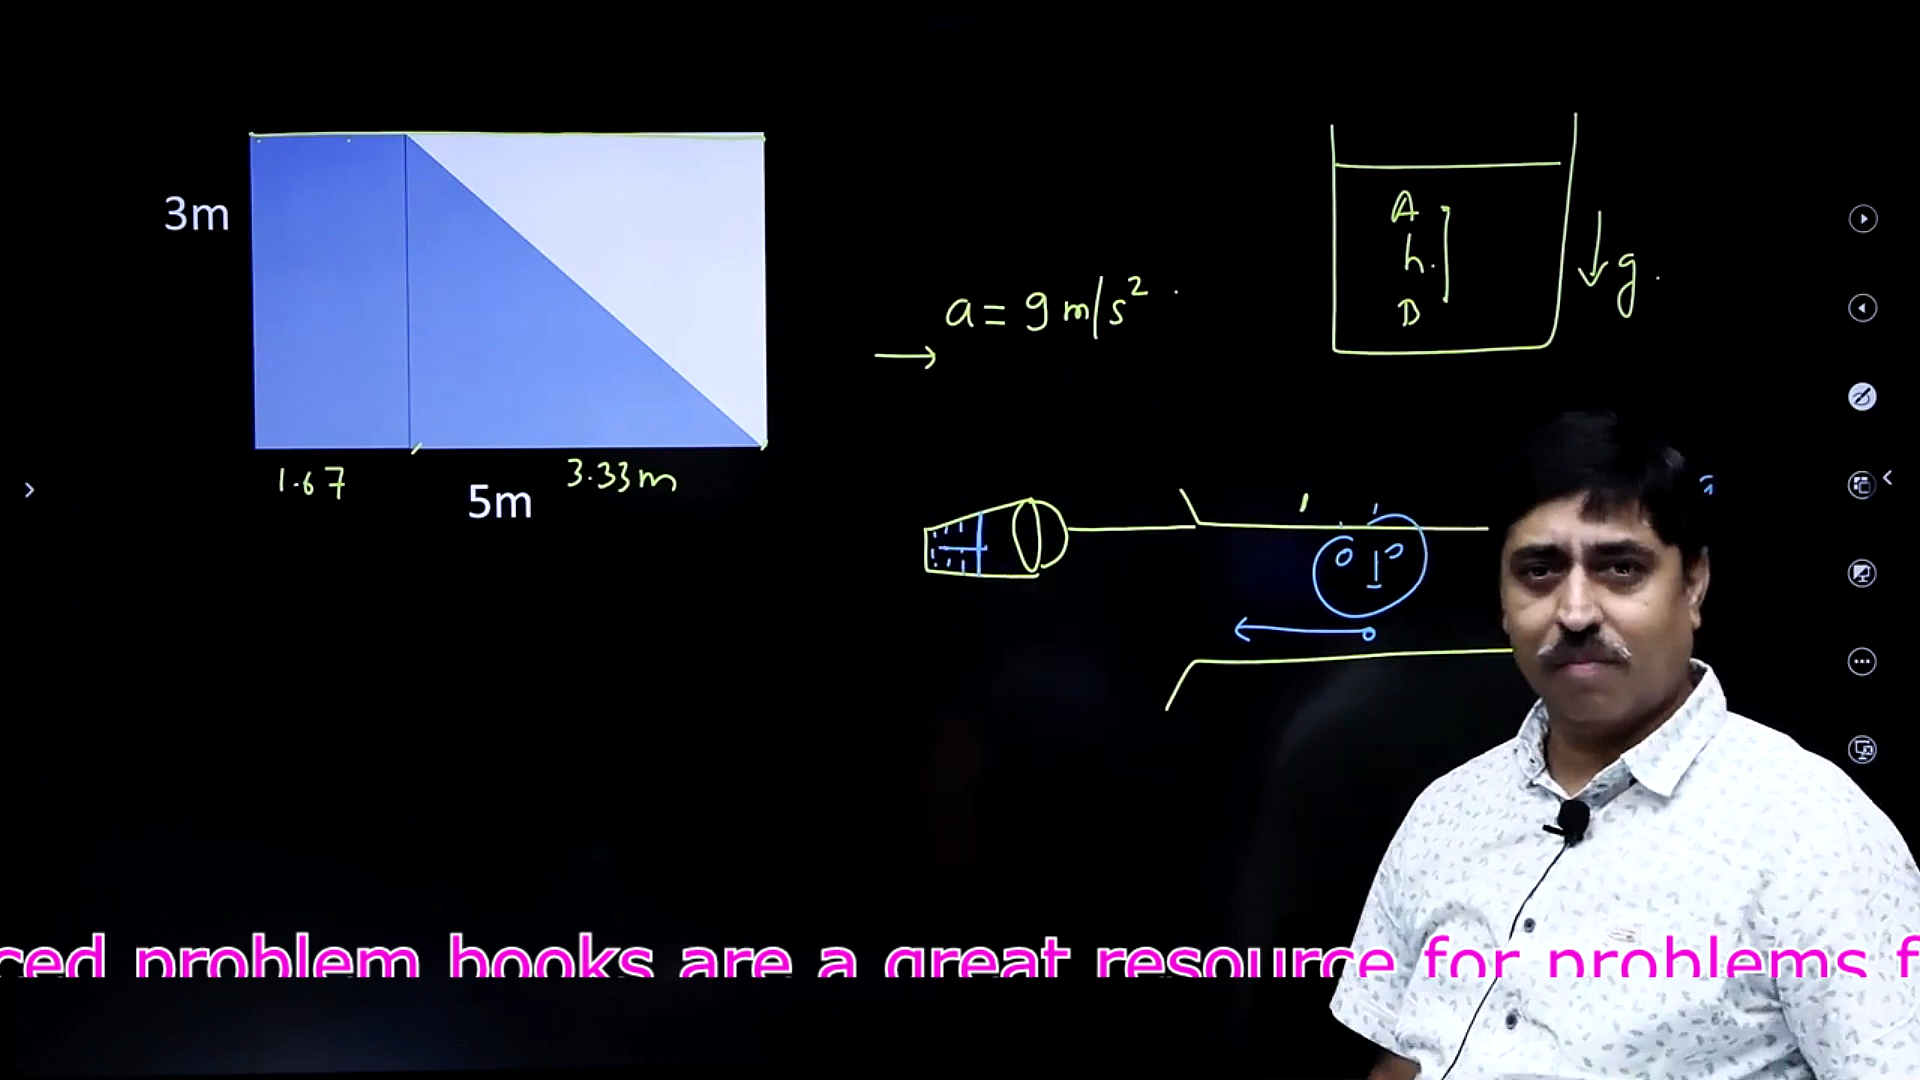 3m
1.67
5m
3.33m
a = 9 m/s²
A
h.
B
g.
ced problem books are a great resource for problems f